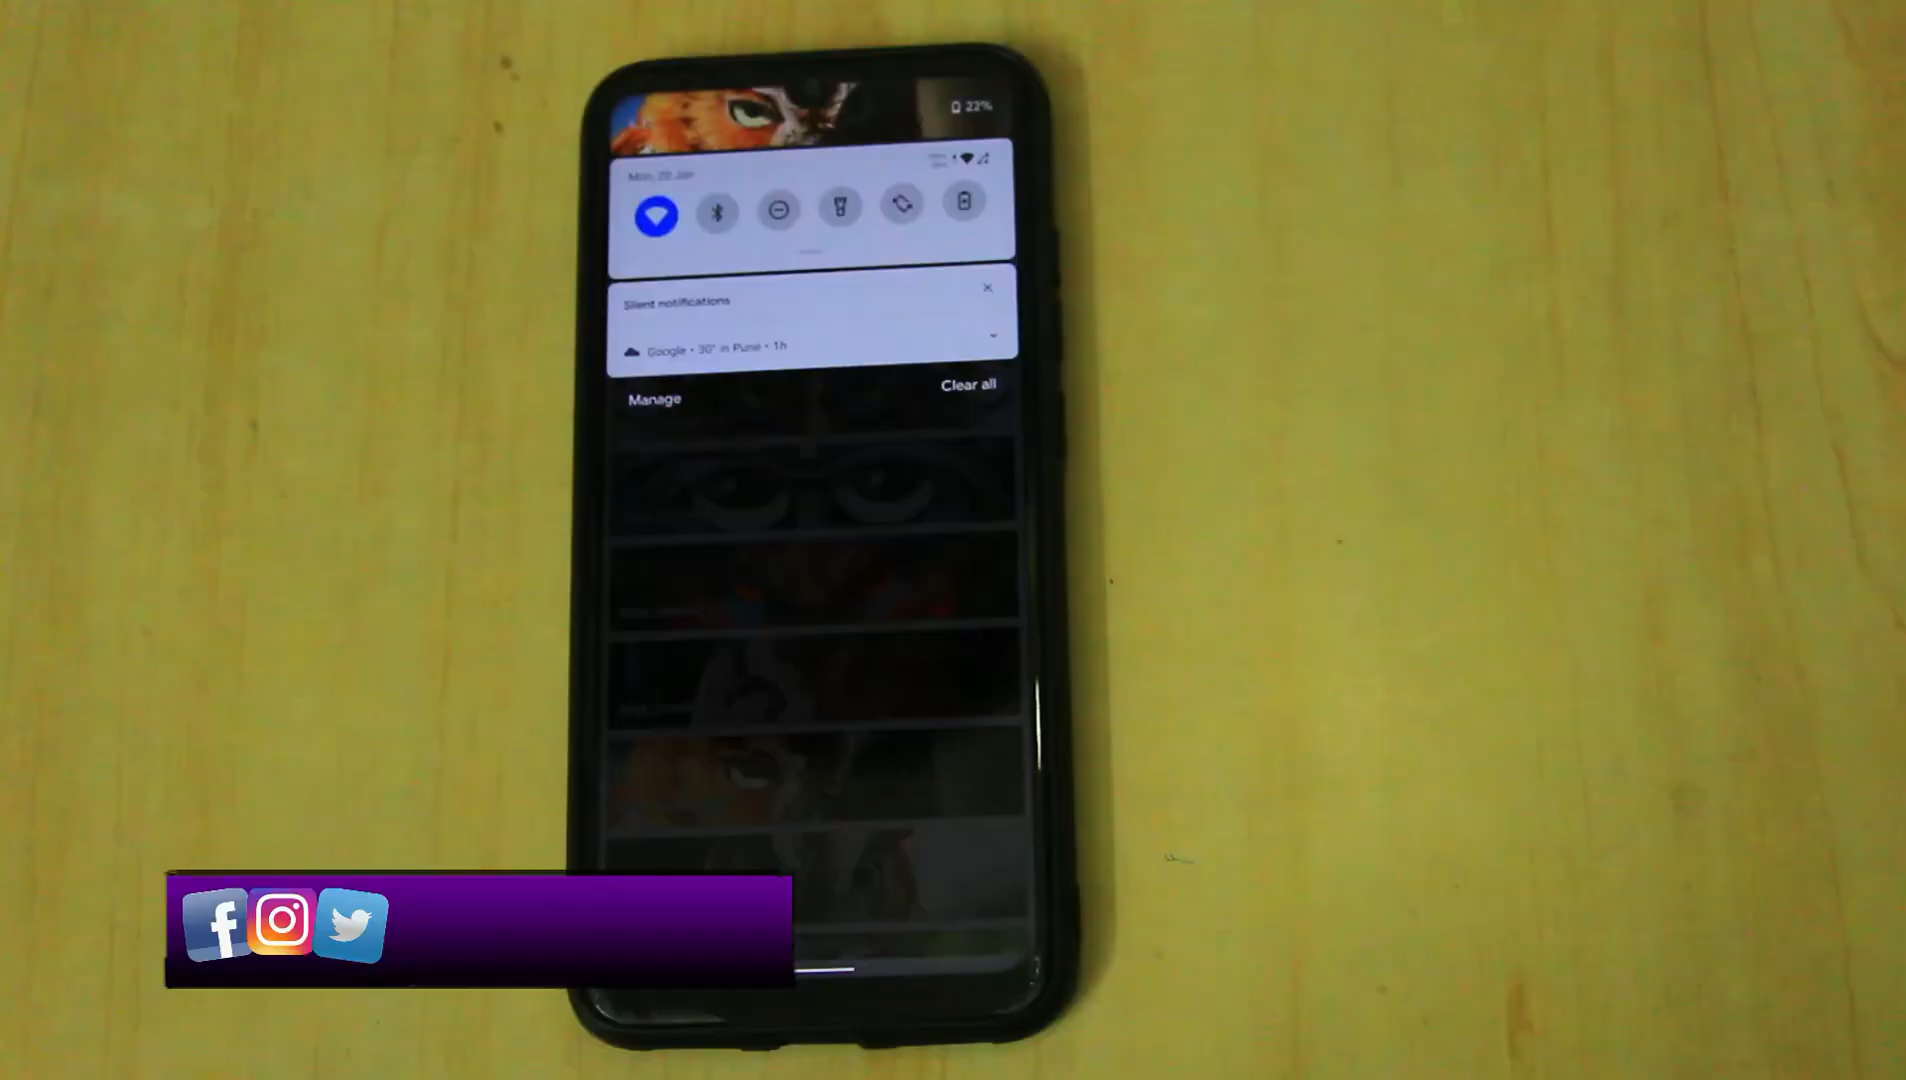 22%
Mon, 20 Jan
Silent notifications
Google • 30° in Pune • 1h
Manage
Clear all